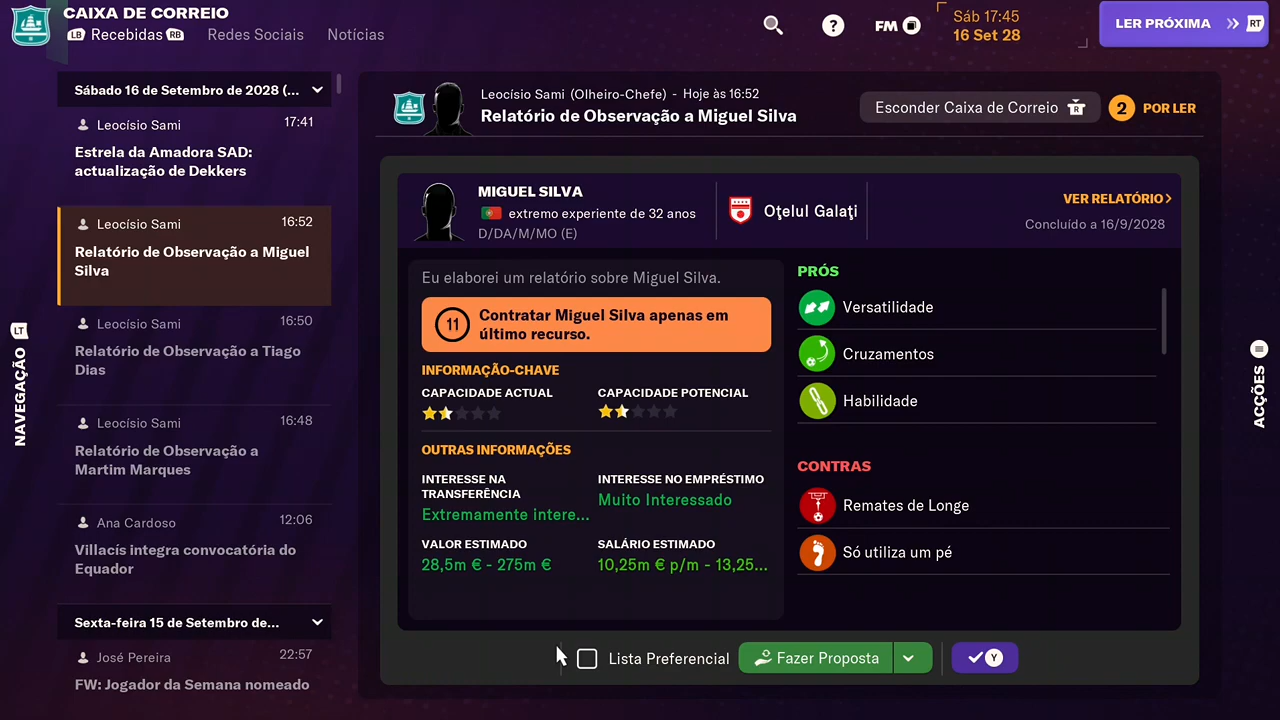 CAIXA DE CORREIO
LB Recebidas RB Redes Sociais Notícias
? FM Sáb 17:45
16 Set 28
LER PRÓXIMA RT
Sábado 16 de Setembro de 2028 (...
Leocísio Sami 17:41
Estrela da Amadora SAD:
actualização de Dekkers
Leocísio Sami 16:52
Relatório de Observação a Miguel
Silva
Leocísio Sami 16:50
Relatório de Observação a Tiago
Dias
Leocísio Sami 16:48
Relatório de Observação a
Martim Marques
Ana Cardoso 12:06
Villacís integra convocatória do
Equador
Sexta-feira 15 de Setembro de...
José Pereira 22:57
FW: Jogador da Semana nomeado
NAVEGAÇÃO LT
Leocísio Sami (Olheiro-Chefe) - Hoje às 16:52
Relatório de Observação a Miguel Silva
Esconder Caixa de Correio R
2 POR LER
MIGUEL SILVA
extremo experiente de 32 anos
D/DA/M/MO (E)
Oţelul Galaţi
VER RELATÓRIO
Concluído a 16/9/2028
Eu elaborei um relatório sobre Miguel Silva.
11 Contratar Miguel Silva apenas em
último recurso.
INFORMAÇÃO-CHAVE
CAPACIDADE ACTUAL CAPACIDADE POTENCIAL
OUTRAS INFORMAÇÕES
INTERESSE NA
TRANSFERÊNCIA
Extremamente intere...
INTERESSE NO EMPRÉSTIMO
Muito Interessado
VALOR ESTIMADO
28,5m € - 275m €
SALÁRIO ESTIMADO
10,25m € p/m - 13,25...
PRÓS
Versatilidade
Cruzamentos
Habilidade
CONTRAS
Remates de Longe
Só utiliza um pé
Lista Preferencial Fazer Proposta Y
ACÇÕES